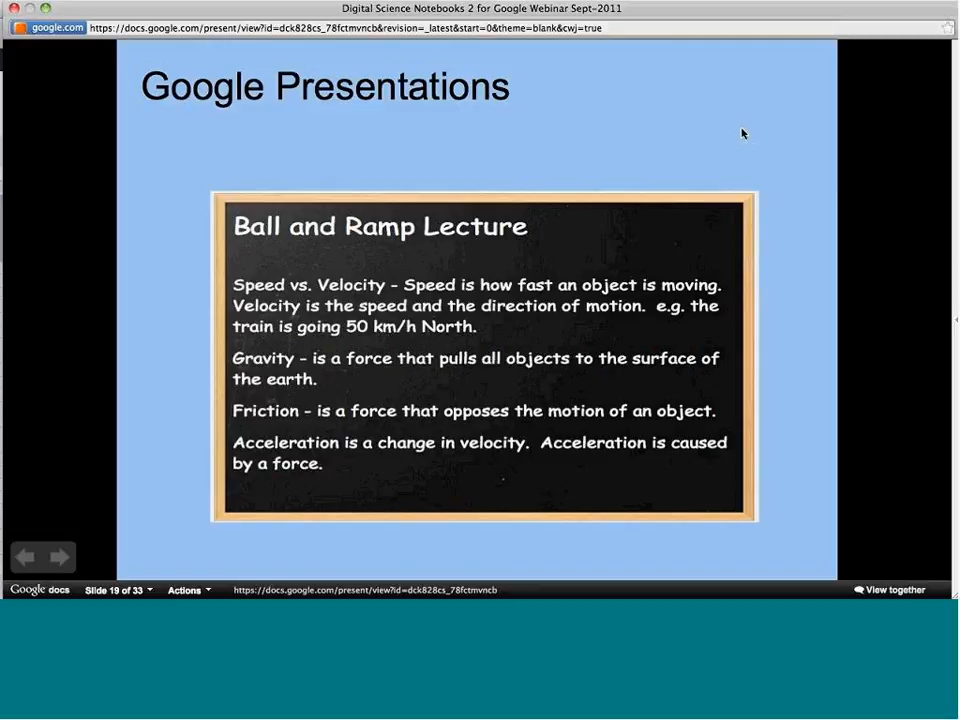 Digital Science Notebooks 2 for Google Webinar Sept-2011
google.com https://docs.google.com/present/view?id=dck828cs_78fctmvncb&revision=_latest&start=0&theme=blank&cwj=true
Google Presentations
Ball and Ramp Lecture
Speed vs. Velocity - Speed is how fast an object is moving.
Velocity is the speed and the direction of motion. e.g. the
train is going 50 km/h North.
Gravity - is a force that pulls all objects to the surface of
the earth.
Friction - is a force that opposes the motion of an object.
Acceleration is a change in velocity. Acceleration is caused
by a force.
Google docs Slide 19 of 33 Actions https://docs.google.com/present/view?id=dck828cs_78fctmvncb View together